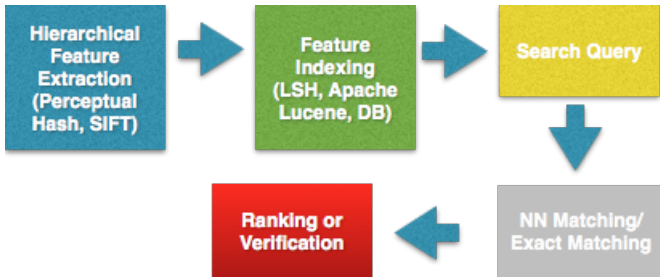 Hierarchical
Feature
Extraction
(Perceptual
Hash, SIFT)
Feature
Indexing
(LSH, Apache
Lucene, DB)
Search Query
NN Matching/
Exact Matching
Ranking or
Verification